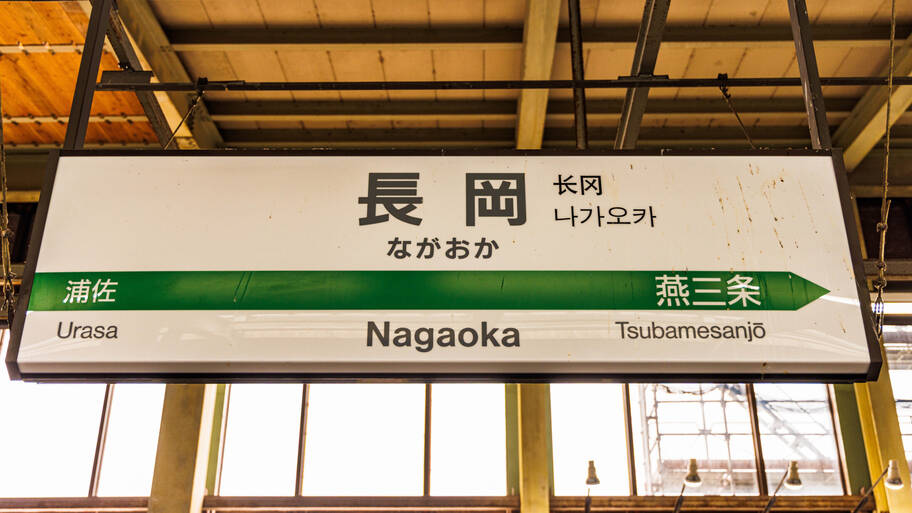 長岡
长冈
나가오카
ながおか
浦佐
燕三条
Urasa
Nagaoka
Tsubamesanjō